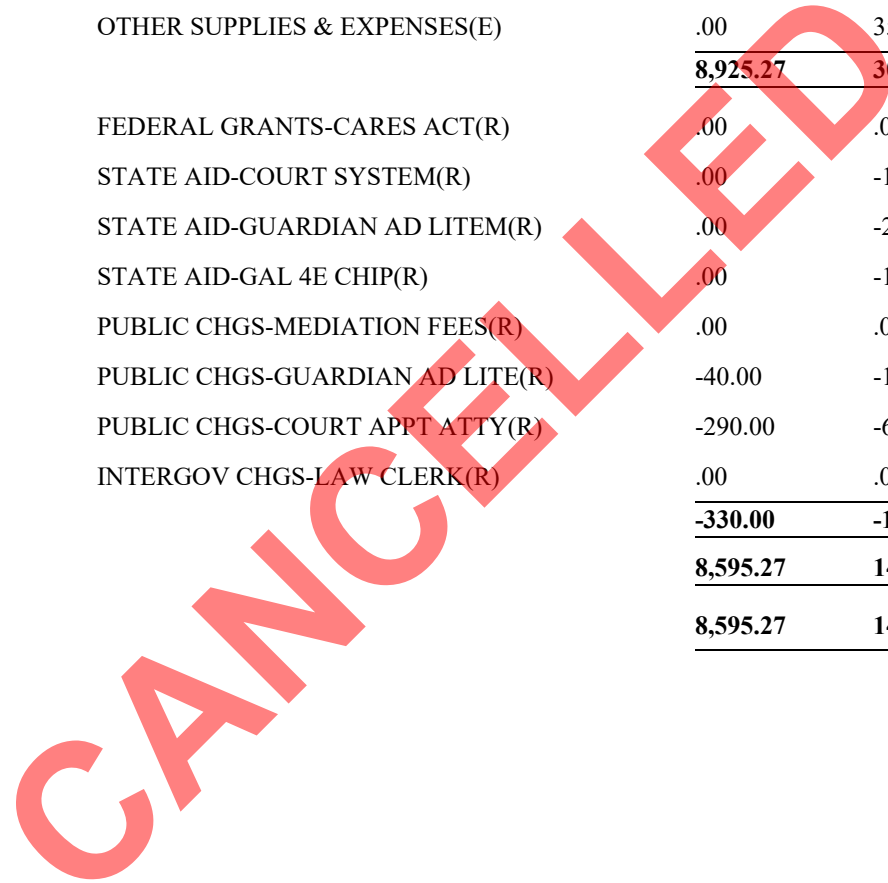 OTHER SUPPLIES & EXPENSES(E) .00
8,925.27
FEDERAL GRANTS-CARES ACT(R) .00
STATE AID-COURT SYSTEM(R) .00
STATE AID-GUARDIAN AD LITEM(R) .00
STATE AID-GAL 4E CHIP(R) .00
PUBLIC CHGS-MEDIATION FEES(R) .00
PUBLIC CHGS-GUARDIAN AD LITE(R) -40.00
PUBLIC CHGS-COURT APPT ATTY(R) -290.00
INTERGOV CHGS-LAW CLERK(R) .00
-330.00
8,595.27
8,595.27
CANCELLED